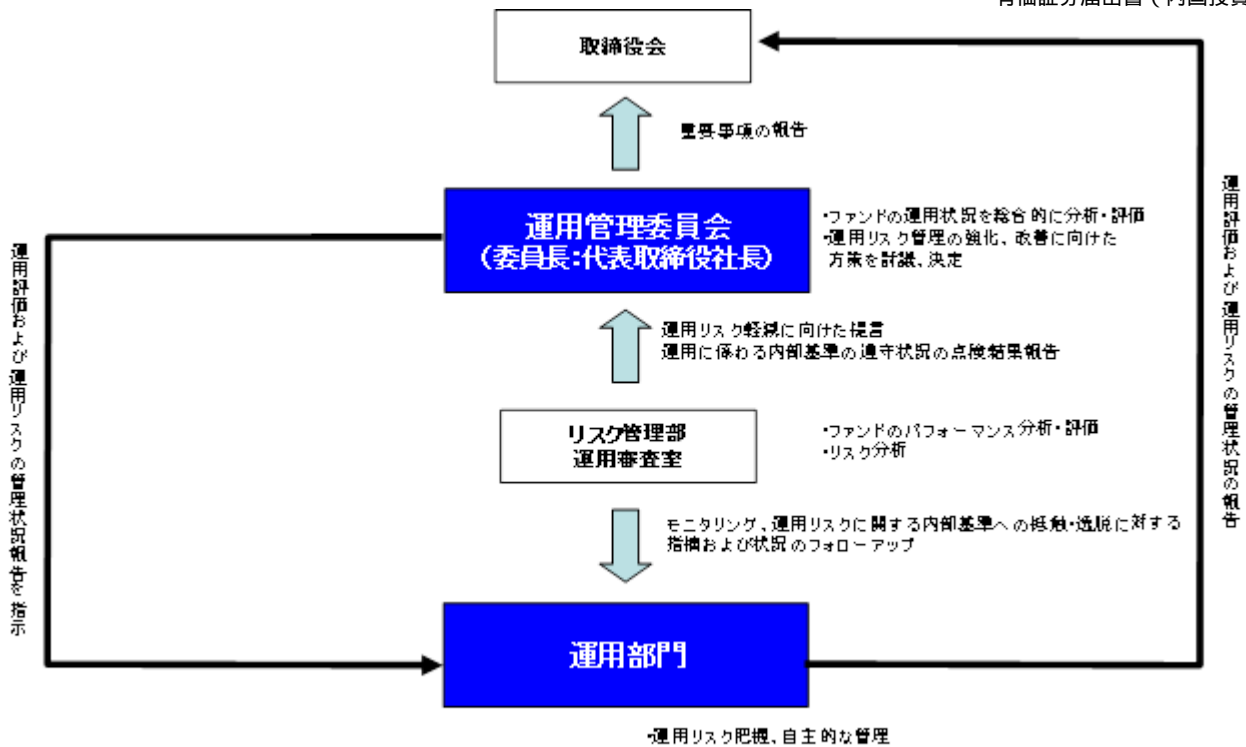 取締役会
重要事項の報告
運用管理委員会
(委員長:代表取締役社長)
・ファンドの運用状況を総合的に分析・評価
・運用リスク管理の強化、改善に向けた
方策を討議、決定
運用リスク軽減に向けた提言
運用に係わる内部基準の遵守状況の点検結果報告
リスク管理部
運用審査室
・ファンドのパフォーマンス分析・評価
・リスク分析
モニタリング、運用リスクに関する内部基準への抵触・逸脱に対する
指摘および状況のフォローアップ
運用部門
・運用リスク把握、自主的な管理
運用評価および運用リスクの管理状況報告を指示
運用評価および運用リスクの管理状況の報告